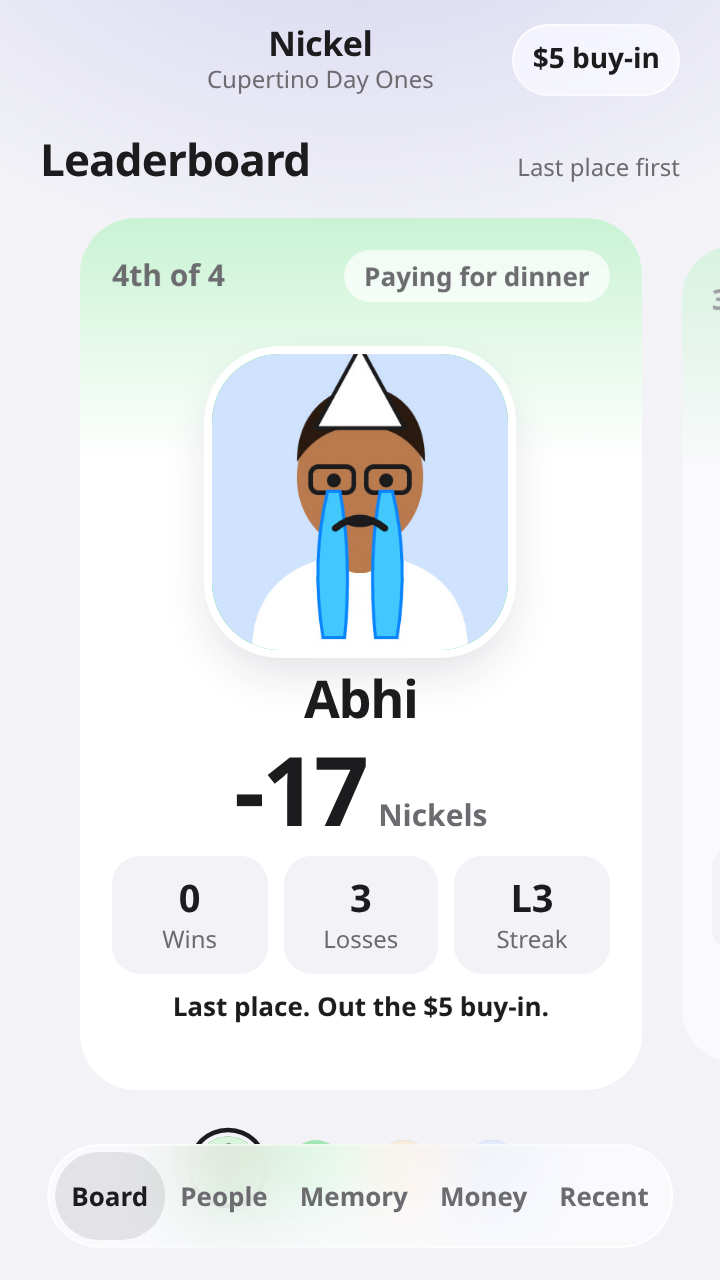 Nickel
Cupertino Day Ones
$5 buy-in
Leaderboard
Last place first
4th of 4
Paying for dinner
Abhi
-17 Nickels
0
Wins
3
Losses
L3
Streak
Last place. Out the $5 buy-in.
Board
People
Memory
Money
Recent